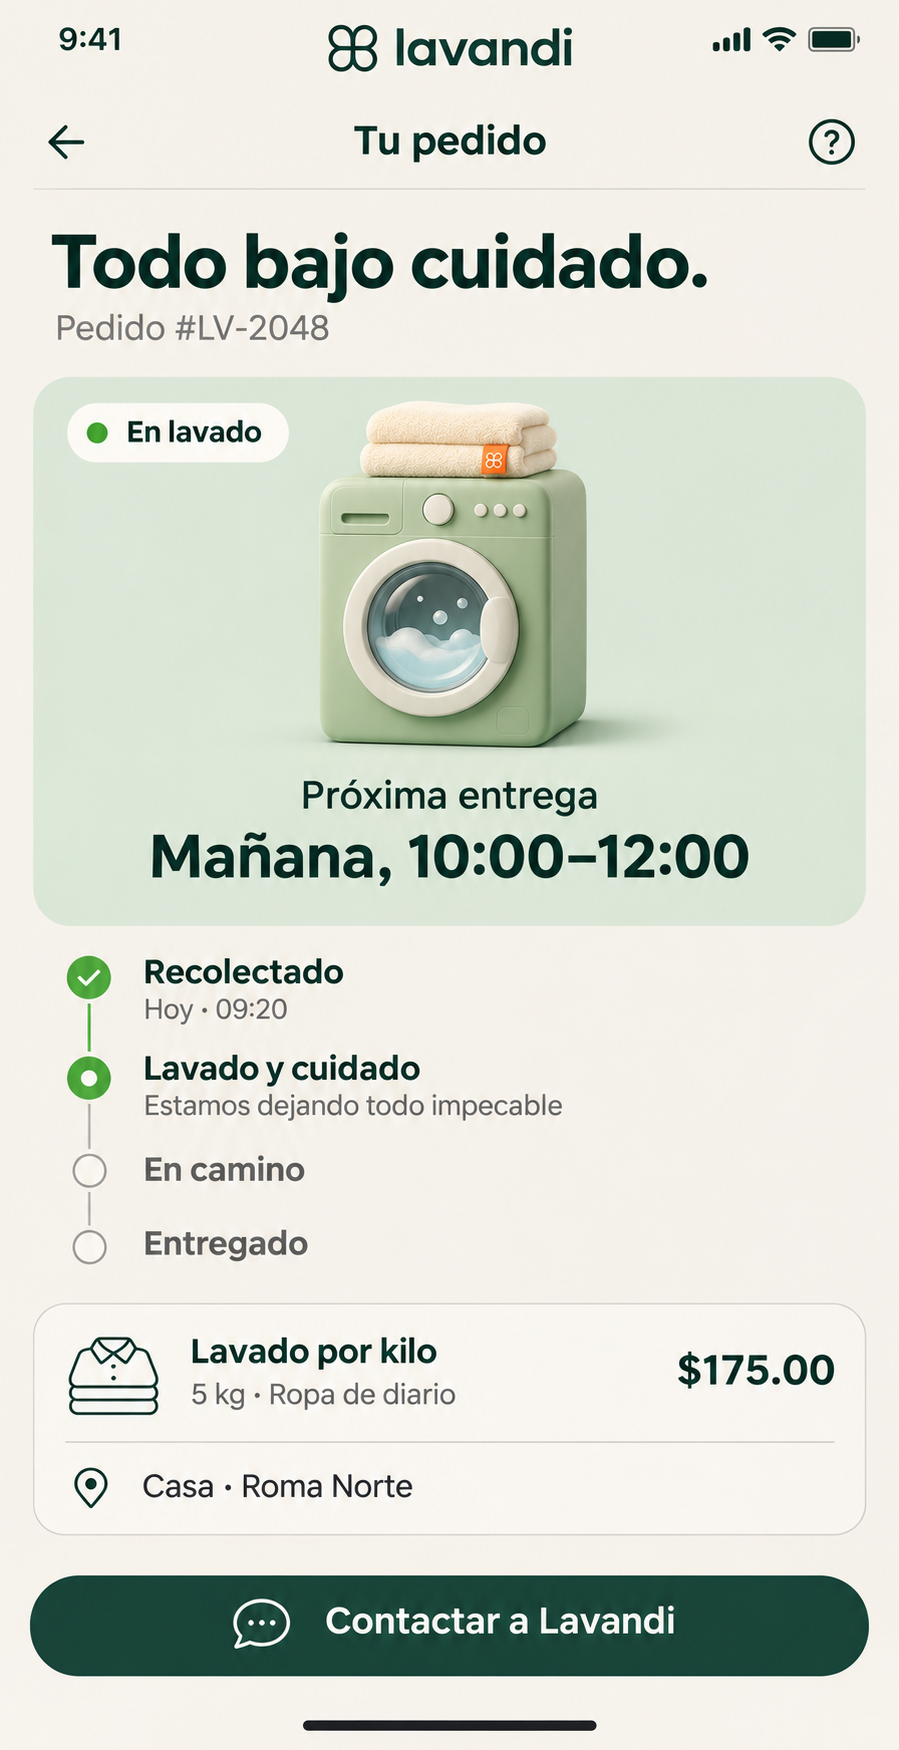 9:41
lavandi
Tu pedido
?
Todo bajo cuidado.
Pedido #LV-2048
En lavado
Próxima entrega
Mañana, 10:00–12:00
Recolectado
Hoy • 09:20
Lavado y cuidado
Estamos dejando todo impecable
En camino
Entregado
Lavado por kilo
5 kg • Ropa de diario
$175.00
Casa • Roma Norte
Contactar a Lavandi